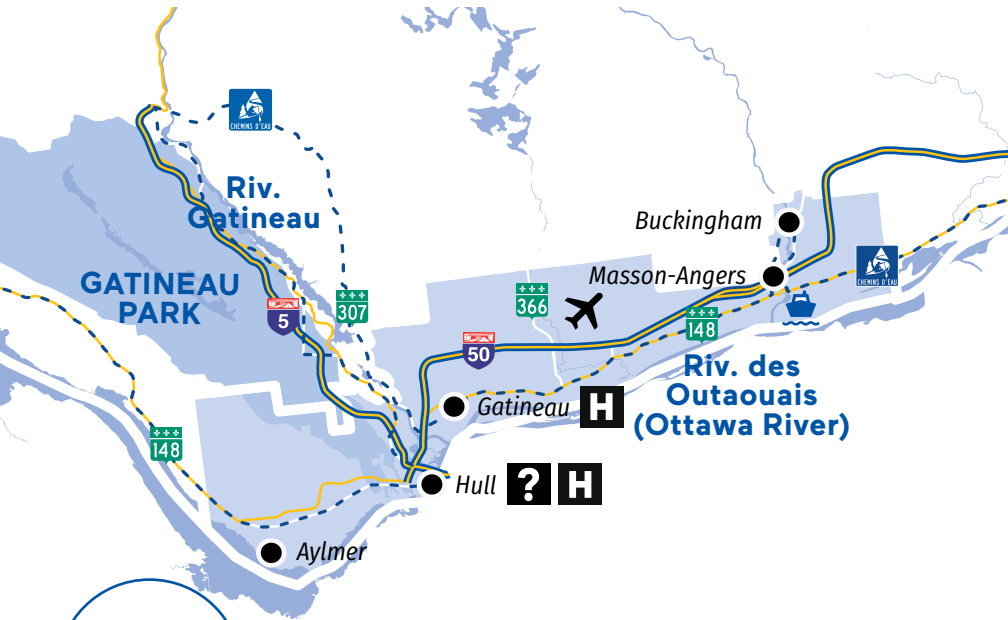 CHEMINS D'EAU
Riv.
Gatineau
Buckingham
Masson-Angers
CHEMINS D'EAU
GATINEAU
PARK
5
307
366
148
50
Riv. des
Outaouais
(Ottawa River)
Gatineau H
148
Hull ? H
Aylmer